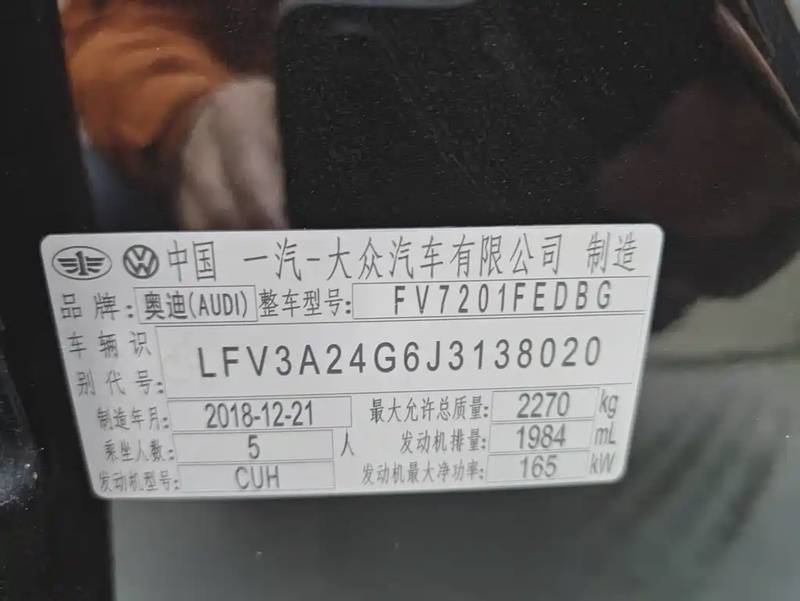 中国 一汽-大众汽车有限公司 制造
品牌: 奥迪(AUDI) 整车型号: FV7201FEDBG
车辆识别代号: LFV3A24G6J3138020
制造年月: 2018-12-21 最大允许总质量: 2270 kg
乘坐人数: 5 人 发动机排量: 1984 mL
发动机型号: CUH 发动机最大净功率: 165 kW